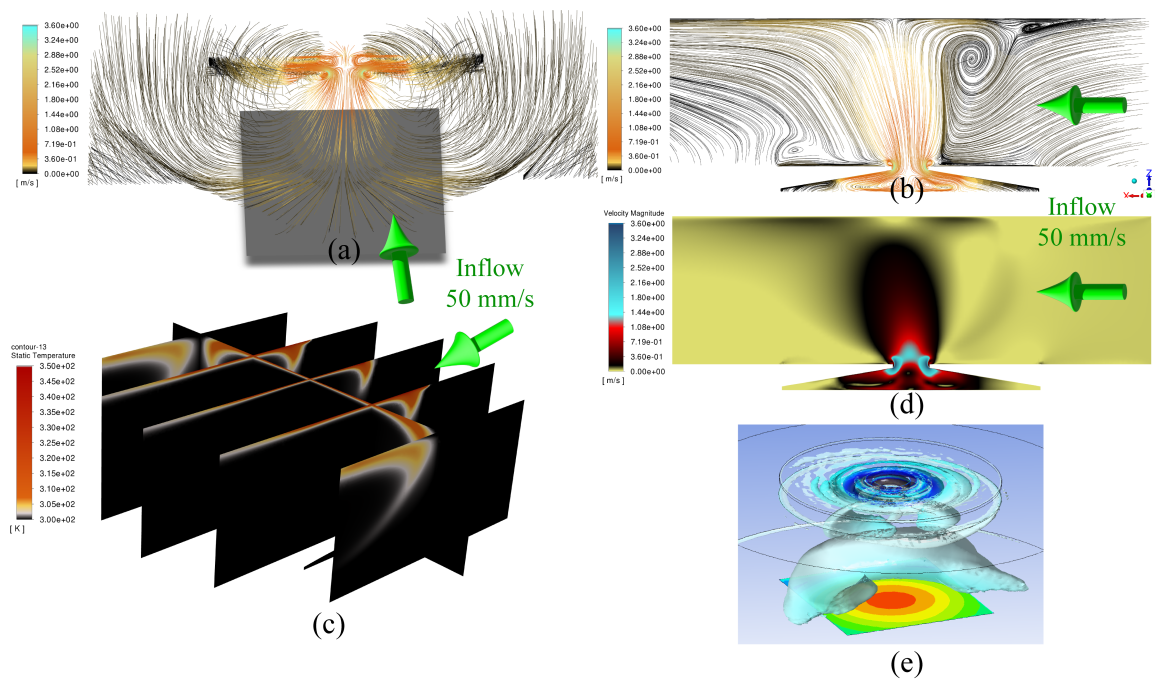 3.60e+00
3.24e+00
2.88e+00
2.52e+00
2.16e+00
1.80e+00
1.44e+00
1.08e+00
7.19e-01
3.60e-01
0.00e+00
[ m/s ]
(a)
3.60e+00
3.24e+00
2.88e+00
2.52e+00
2.16e+00
1.80e+00
1.44e+00
1.08e+00
7.19e-01
3.60e-01
0.00e+00
[ m/s ]
(b)
Z
X
Inflow
50 mm/s
contour-13
Static Temperature
3.50e+02
3.45e+02
3.40e+02
3.35e+02
3.30e+02
3.25e+02
3.20e+02
3.15e+02
3.10e+02
3.05e+02
3.00e+02
[ K ]
(c)
Velocity Magnitude
3.60e+00
3.24e+00
2.88e+00
2.52e+00
2.16e+00
1.80e+00
1.44e+00
1.08e+00
7.19e-01
3.60e-01
0.00e+00
[ m/s ]
Inflow
50 mm/s
(d)
(e)